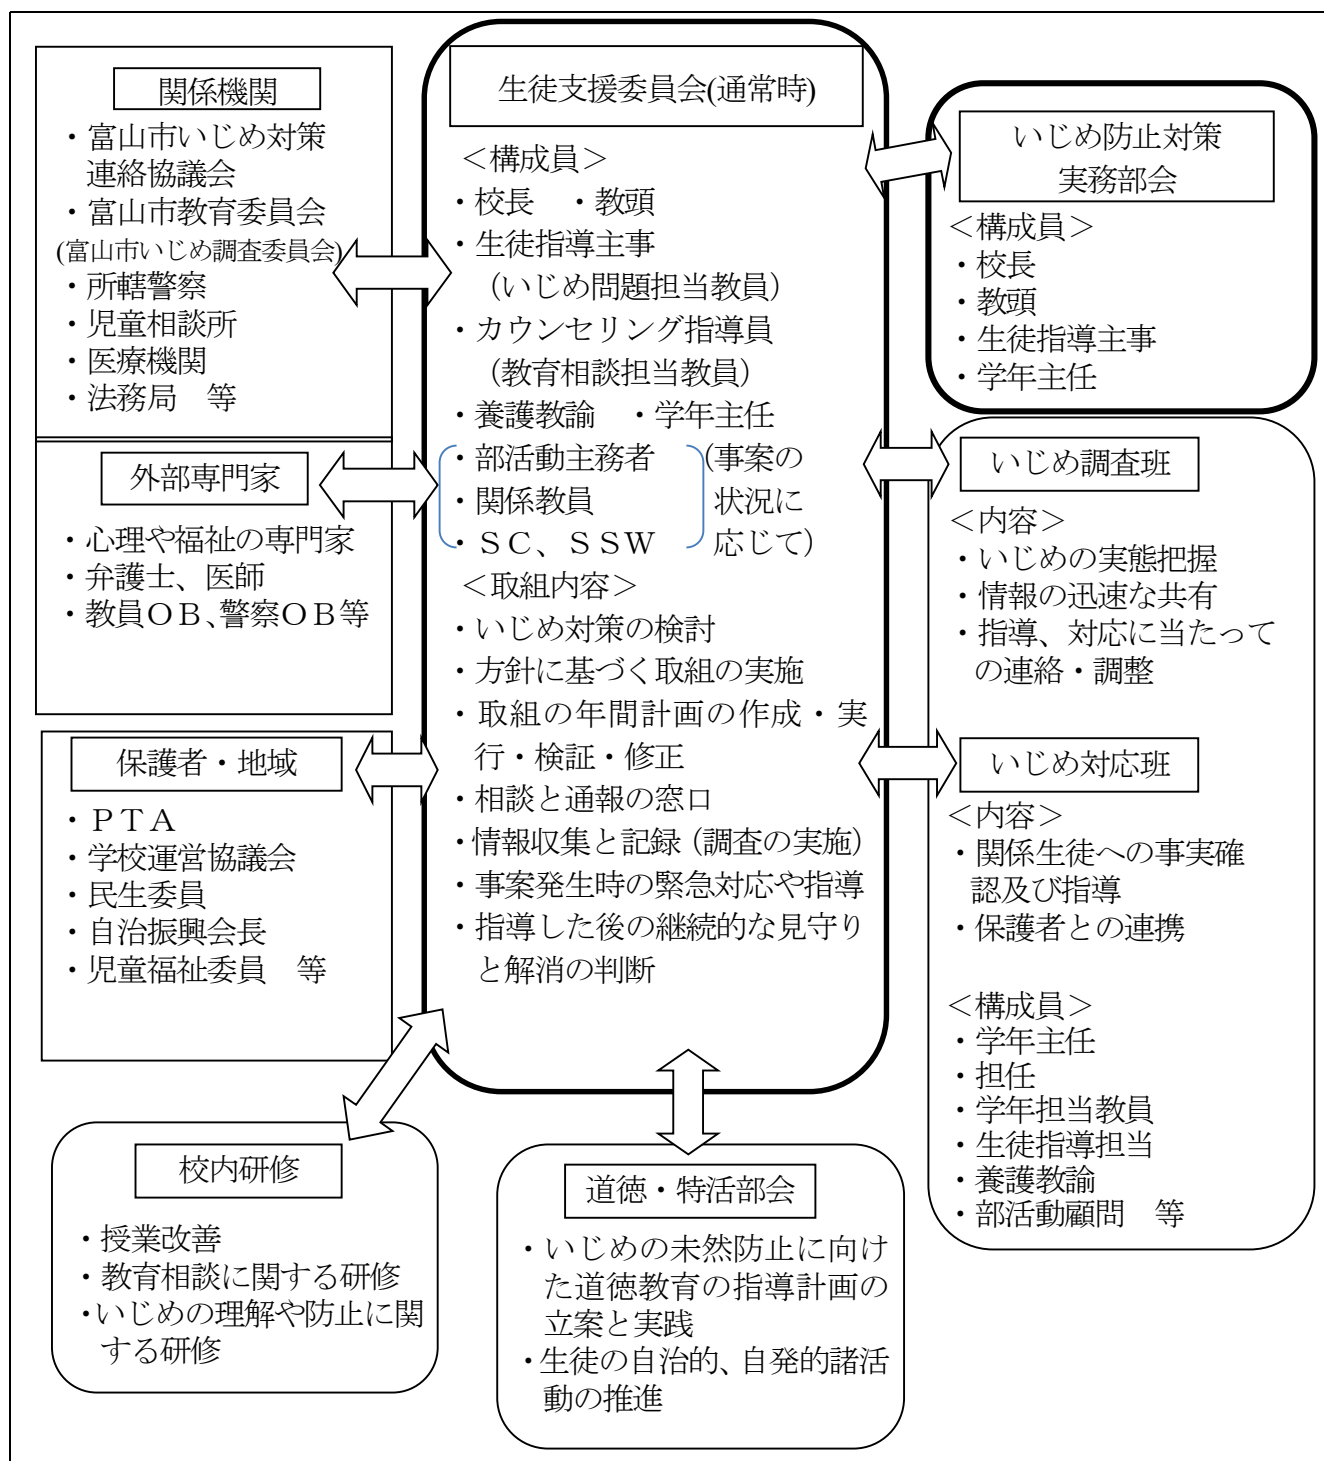 関係機関
・富山市いじめ対策
連絡協議会
・富山市教育委員会
(富山市いじめ調査委員会)
・所轄警察
・児童相談所
・医療機関
・法務局　等
外部専門家
・心理や福祉の専門家
・弁護士、医師
・教員ＯＢ、警察ＯＢ等
保護者・地域
・ＰＴＡ
・学校運営協議会
・民生委員
・自治振興会長
・児童福祉委員　等
生徒支援委員会(通常時)
＜構成員＞
・校長　・教頭
・生徒指導主事
（いじめ問題担当教員）
・カウンセリング指導員
（教育相談担当教員）
・養護教諭　・学年主任
・部活動主務者　（事案の
・関係教員　状況に
・ＳＣ、ＳＳＷ　応じて）
＜取組内容＞
・いじめ対策の検討
・方針に基づく取組の実施
・取組の年間計画の作成・実
行・検証・修正
・相談と通報の窓口
・情報収集と記録（調査の実施）
・事案発生時の緊急対応や指導
・指導した後の継続的な見守り
と解消の判断
いじめ防止対策
実務部会
＜構成員＞
・校長
・教頭
・生徒指導主事
・学年主任
いじめ調査班
＜内容＞
・いじめの実態把握
・情報の迅速な共有
・指導、対応に当たって
の連絡・調整
いじめ対応班
＜内容＞
・関係生徒への事実確
認及び指導
・保護者との連携
＜構成員＞
・学年主任
・担任
・学年担当教員
・生徒指導担当
・養護教諭
・部活動顧問　等
校内研修
・授業改善
・教育相談に関する研修
・いじめの理解や防止に関
する研修
道徳・特活部会
・いじめの未然防止に向け
た道徳教育の指導計画の
立案と実践
・生徒の自治的、自発的諸活
動の推進